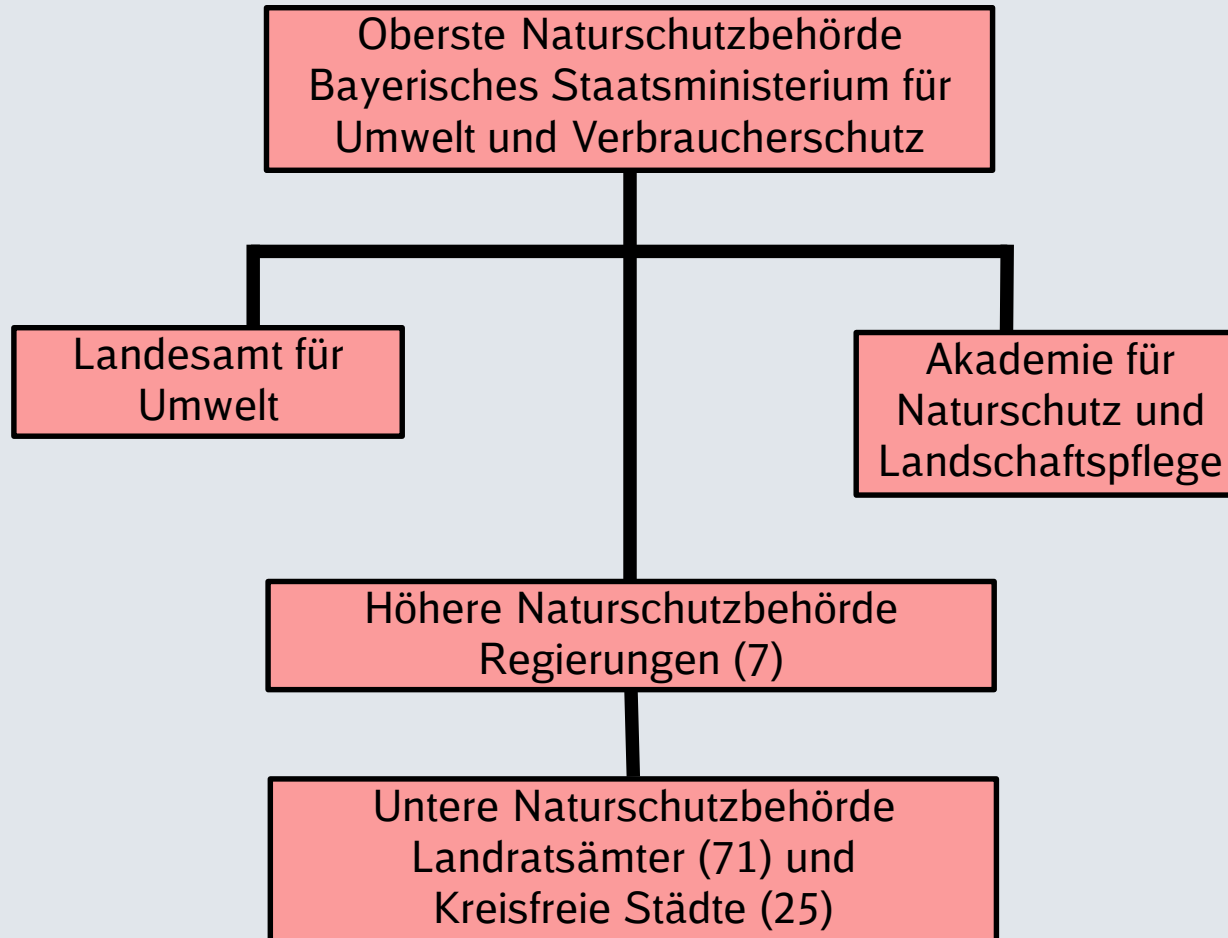 Oberste Naturschutzbehörde
Bayerisches Staatsministerium für
Umwelt und Verbraucherschutz
Landesamt für
Umwelt
Akademie für
Naturschutz und
Landschaftspflege
Höhere Naturschutzbehörde
Regierungen (7)
Untere Naturschutzbehörde
Landratsämter (71) und
Kreisfreie Städte (25)